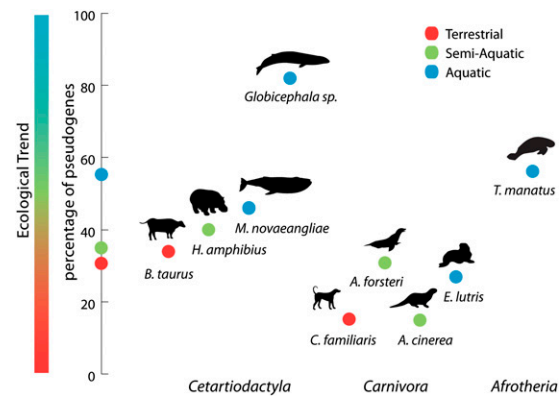 Ecological Trend
percentage of pseudogenes
100
80
60
40
20
0
Terrestrial
Semi-Aquatic
Aquatic
Globicephala sp.
T. manatus
M. novaeangliae
H. amphibius
B. taurus
A. forsteri
E. lutris
C. familiaris
A. cinerea
Cetartiodactyla
Carnivora
Afrotheria